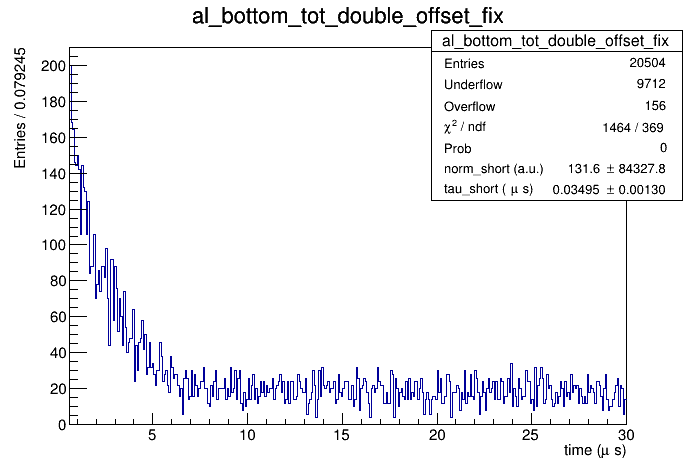 al_bottom_tot_double_offset_fix
al_bottom_tot_double_offset_fix
Entries 20504
Underflow 9712
Overflow 156
χ² / ndf 1464 / 369
Prob 0
norm_short (a.u.) 131.6 ± 84327.8
tau_short ( μ s) 0.03495 ± 0.00130
Entries / 0.079245
200
180
160
140
120
100
80
60
40
20
0
5 10 15 20 25 30
time (μ s)